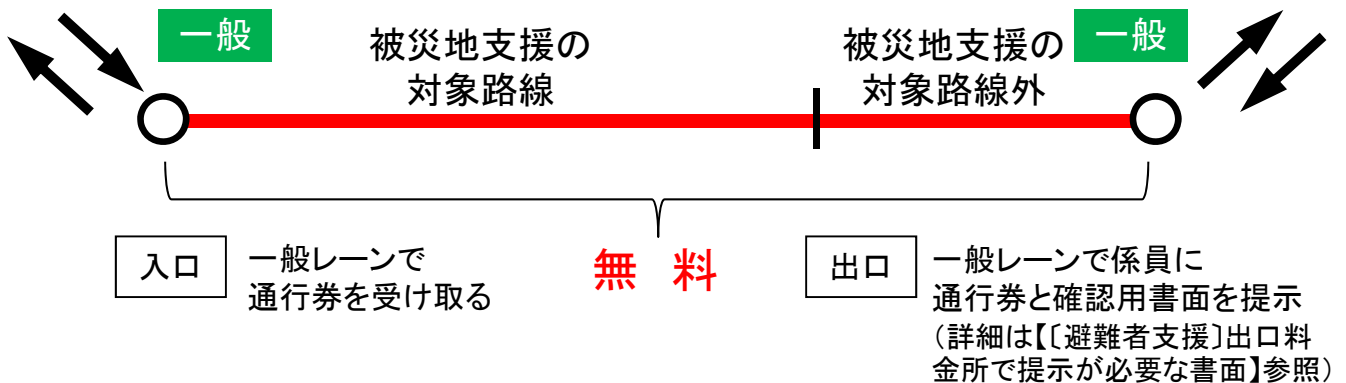 一般
被災地支援の
対象路線
被災地支援の
対象路線外
一般
入口
一般レーンで
通行券を受け取る
無 料
出口
一般レーンで係員に
通行券と確認用書面を提示
（詳細は【〔避難者支援〕出口料
金所で提示が必要な書面】参照）